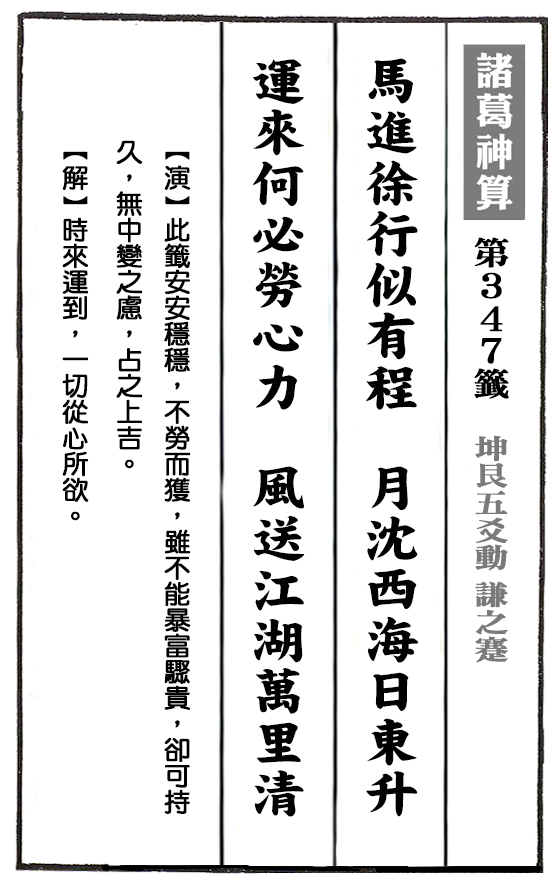 諸葛神算 第347籤 坤艮五爻動 謙之蹇
馬進徐行似有程 月沈西海日東升
運來何必勞心力 風送江湖萬里清
【演】此籤安安穩穩，不勞而獲，雖不能暴富驟貴，卻可持
久，無中變之慮，占之上吉。
【解】時來運到，一切從心所欲。